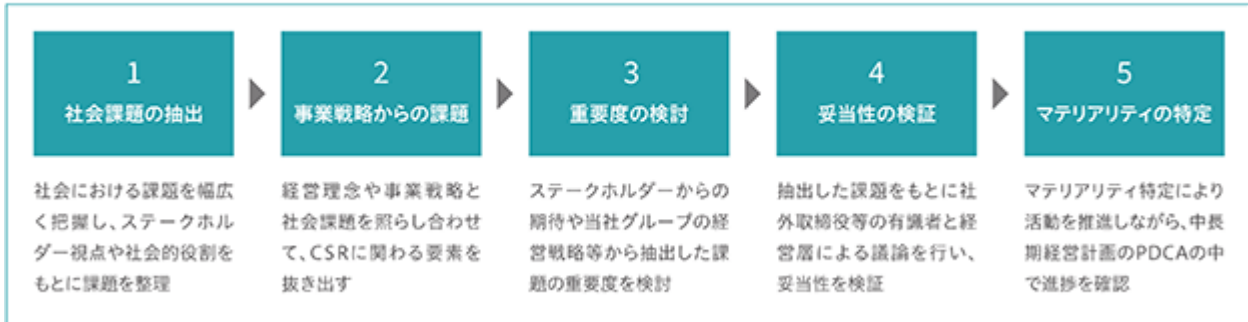 1
社会課題の抽出
社会における課題を幅広
く把握し、ステークホル
ダー視点や社会的役割を
もとに課題を整理
2
事業戦略からの課題
経営理念や事業戦略と
社会課題を照らし合わせ
て、CSRに関わる要素を
抜き出す
3
重要度の検討
ステークホルダーからの
期待や当社グループの経
営戦略等から抽出した課
題の重要度を検討
4
妥当性の検証
抽出した課題をもとに社
外取締役等の有識者と経
営層による議論を行い、
妥当性を検証
5
マテリアリティの特定
マテリアリティ特定により
活動を推進しながら、中長
期経営計画のPDCAの中
で進捗を確認